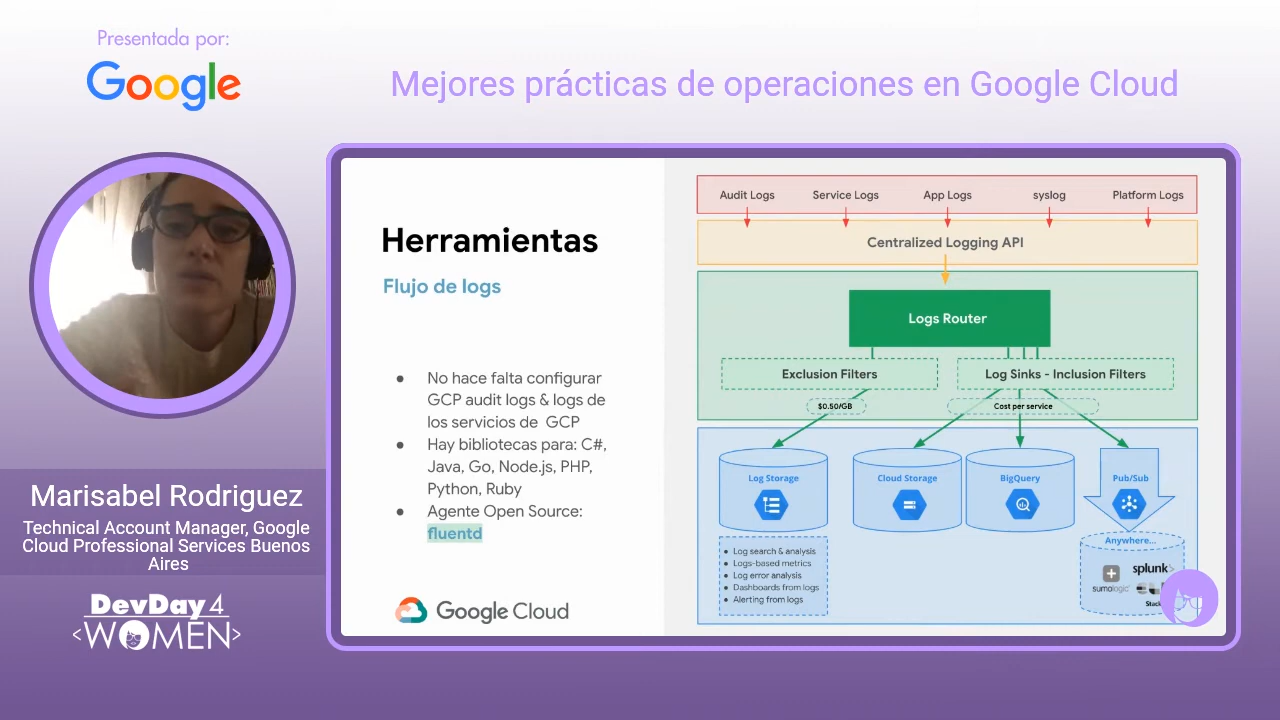 Presentada por:
Google
Mejores prácticas de operaciones en Google Cloud
Marisabel Rodriguez
Technical Account Manager, Google
Cloud Professional Services Buenos
Aires
DevDay 4
<WOMEN>
Herramientas
Flujo de logs
No hace falta configurar
GCP audit logs & logs de
los servicios de GCP
Hay bibliotecas para: C#,
Java, Go, Node.js, PHP,
Python, Ruby
Agente Open Source:
fluentd
Google Cloud
Audit Logs Service Logs App Logs syslog Platform Logs
Centralized Logging API
Logs Router
Exclusion Filters Log Sinks - Inclusion Filters
$0.50/GB Cost per service
Log Storage Cloud Storage BigQuery Pub/Sub
Log search & analysis
Logs-based metrics
Log error analysis
Dashboards from logs
Alerting from logs
Anywhere...
splunk>
sumologic